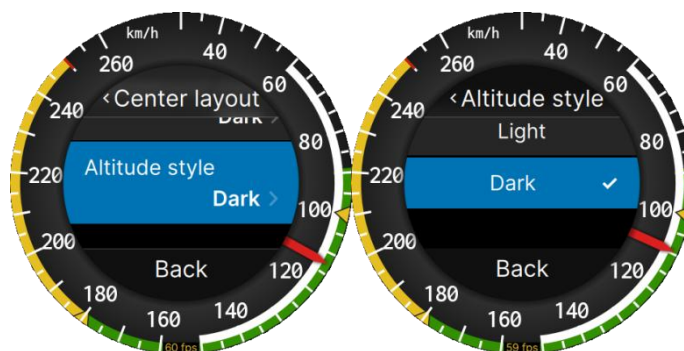 km/h
40
60
80
100
120
140
160
180
200
220
240
260
‹ Center layout
Dark >
Altitude style
Dark >
Back
60 fps
km/h
40
60
80
100
120
140
160
180
200
220
240
260
‹ Altitude style
Light
Dark ✓
Back
59 fps